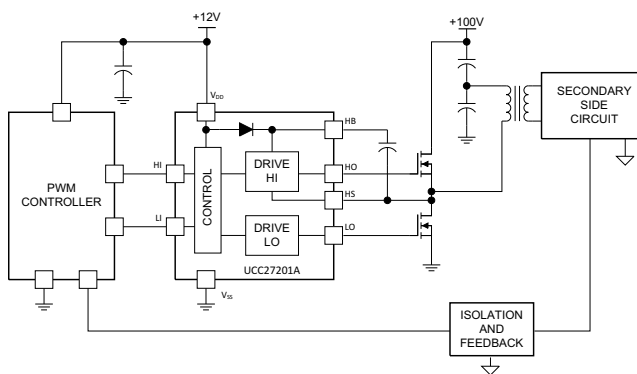 +12V
+100V
SECONDARY
SIDE
CIRCUIT
VDD
HB
PWM
CONTROLLER
HI
CONTROL
DRIVE
HI
HO
HS
LI
DRIVE
LO
LO
UCC27201A
VSS
ISOLATION
AND
FEEDBACK